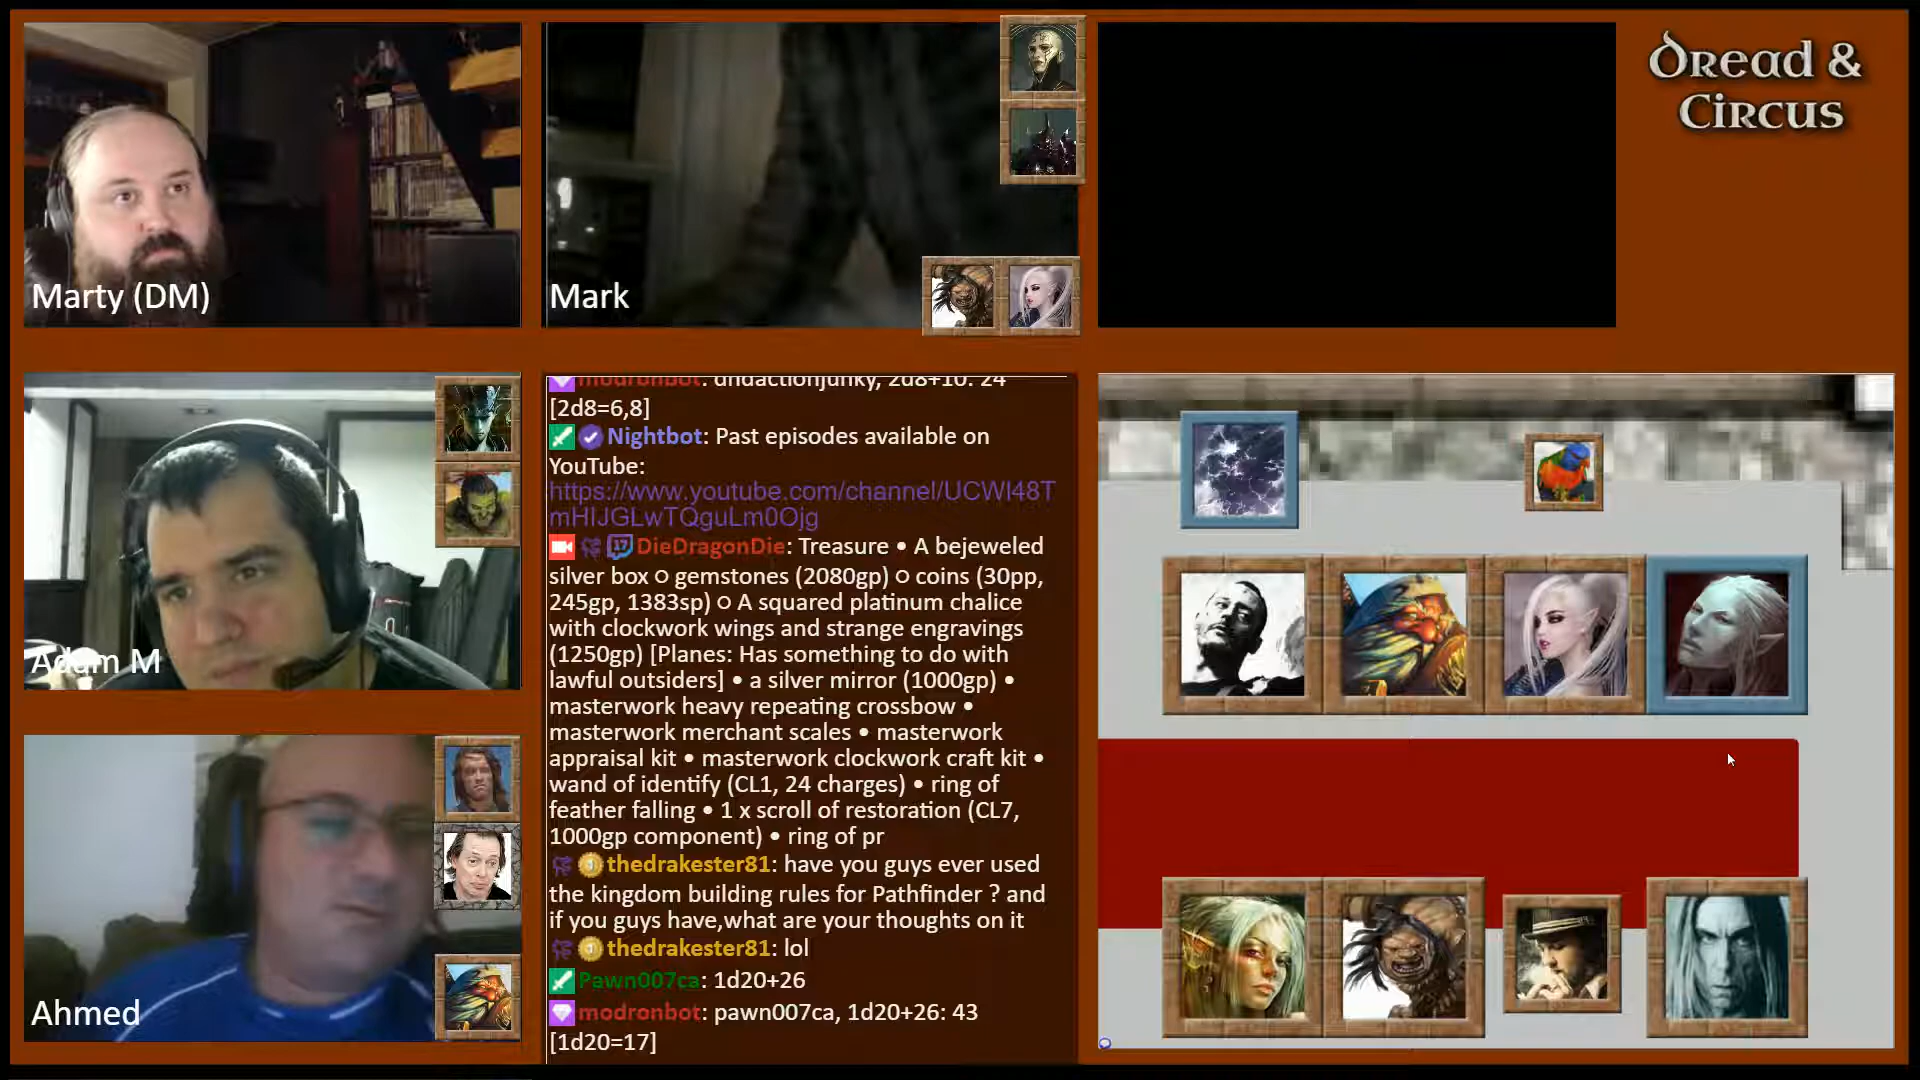 Dread &
Circus
Marty (DM)
Mark
modronbot: dndactionjunky, 2d8+10: 24
[2d8=6,8]
Nightbot: Past episodes available on
YouTube:
https://www.youtube.com/channel/UCWl48T
mHIJGLwTQguLm0Ojg
DieDragonDie: Treasure • A bejeweled
silver box ○ gemstones (2080gp) ○ coins (30pp,
245gp, 1383sp) ○ A squared platinum chalice
with clockwork wings and strange engravings
(1250gp) [Planes: Has something to do with
lawful outsiders] • a silver mirror (1000gp) •
masterwork heavy repeating crossbow •
masterwork merchant scales • masterwork
appraisal kit • masterwork clockwork craft kit •
wand of identify (CL1, 24 charges) • ring of
feather falling • 1 x scroll of restoration (CL7,
1000gp component) • ring of pr
thedrakester81: have you guys ever used
the kingdom building rules for Pathfinder ? and
if you guys have,what are your thoughts on it
thedrakester81: lol
Pawn007ca: 1d20+26
modronbot: pawn007ca, 1d20+26: 43
[1d20=17]
Adam M
Ahmed